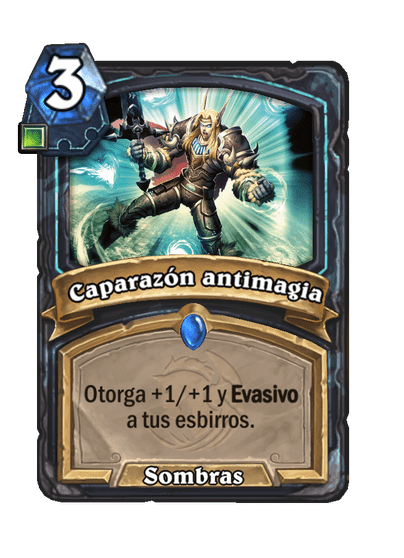 3
Caparazón antimagia
Otorga +1/+1 y Evasivo
a tus esbirros.
Sombras